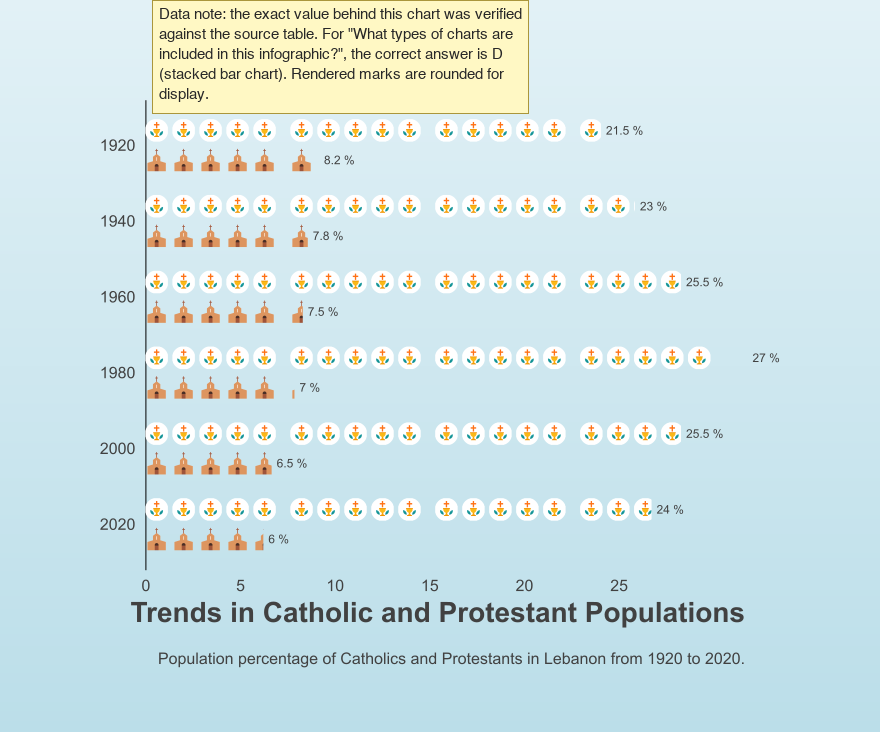 Data note: the exact value behind this chart was verified
against the source table. For "What types of charts are
included in this infographic?", the correct answer is D
(stacked bar chart). Rendered marks are rounded for
display.
21.5 %
1920
8.2 %
23 %
1940
7.8 %
25.5 %
1960
7.5 %
27 %
1980
7 %
25.5 %
2000
6.5 %
24 %
2020
6 %
0 5 10 15 20 25
Trends in Catholic and Protestant Populations
Population percentage of Catholics and Protestants in Lebanon from 1920 to 2020.